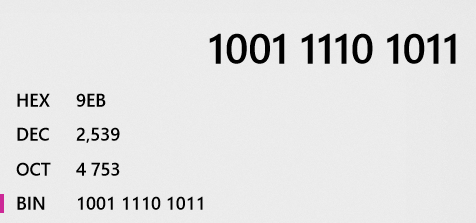 1001 1110 1011
HEX 9EB
DEC 2,539
OCT 4 753
BIN 1001 1110 1011